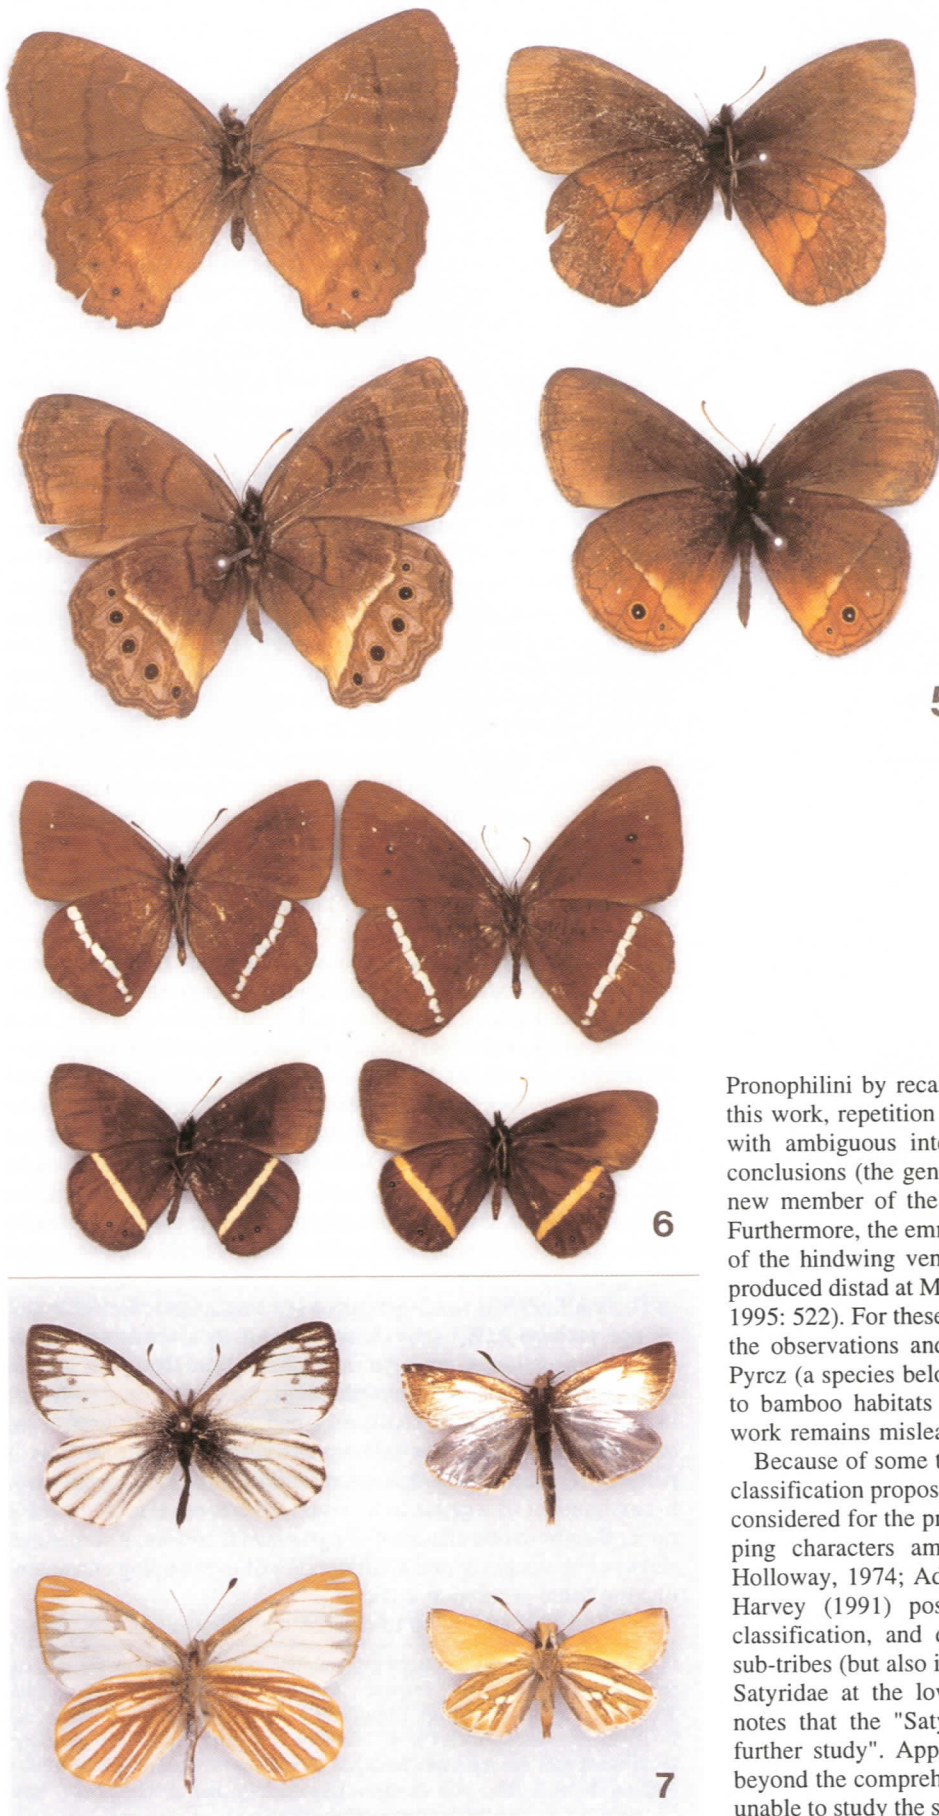 5
6
7
Pronophilini by reca
this work, repetition
with ambiguous inte
conclusions (the gen
new member of the
Furthermore, the emr
of the hindwing ven
produced distad at M
1995: 522). For these
the observations and
Pyrcz (a species belo
to bamboo habitats
work remains mislea
Because of some t
classification propos
considered for the pr
ping characters am
Holloway, 1974; Ad
Harvey (1991) pos
classification, and c
sub-tribes (but also i
Satyridae at the lov
notes that the "Saty
further study". App
beyond the compreh
unable to study the s